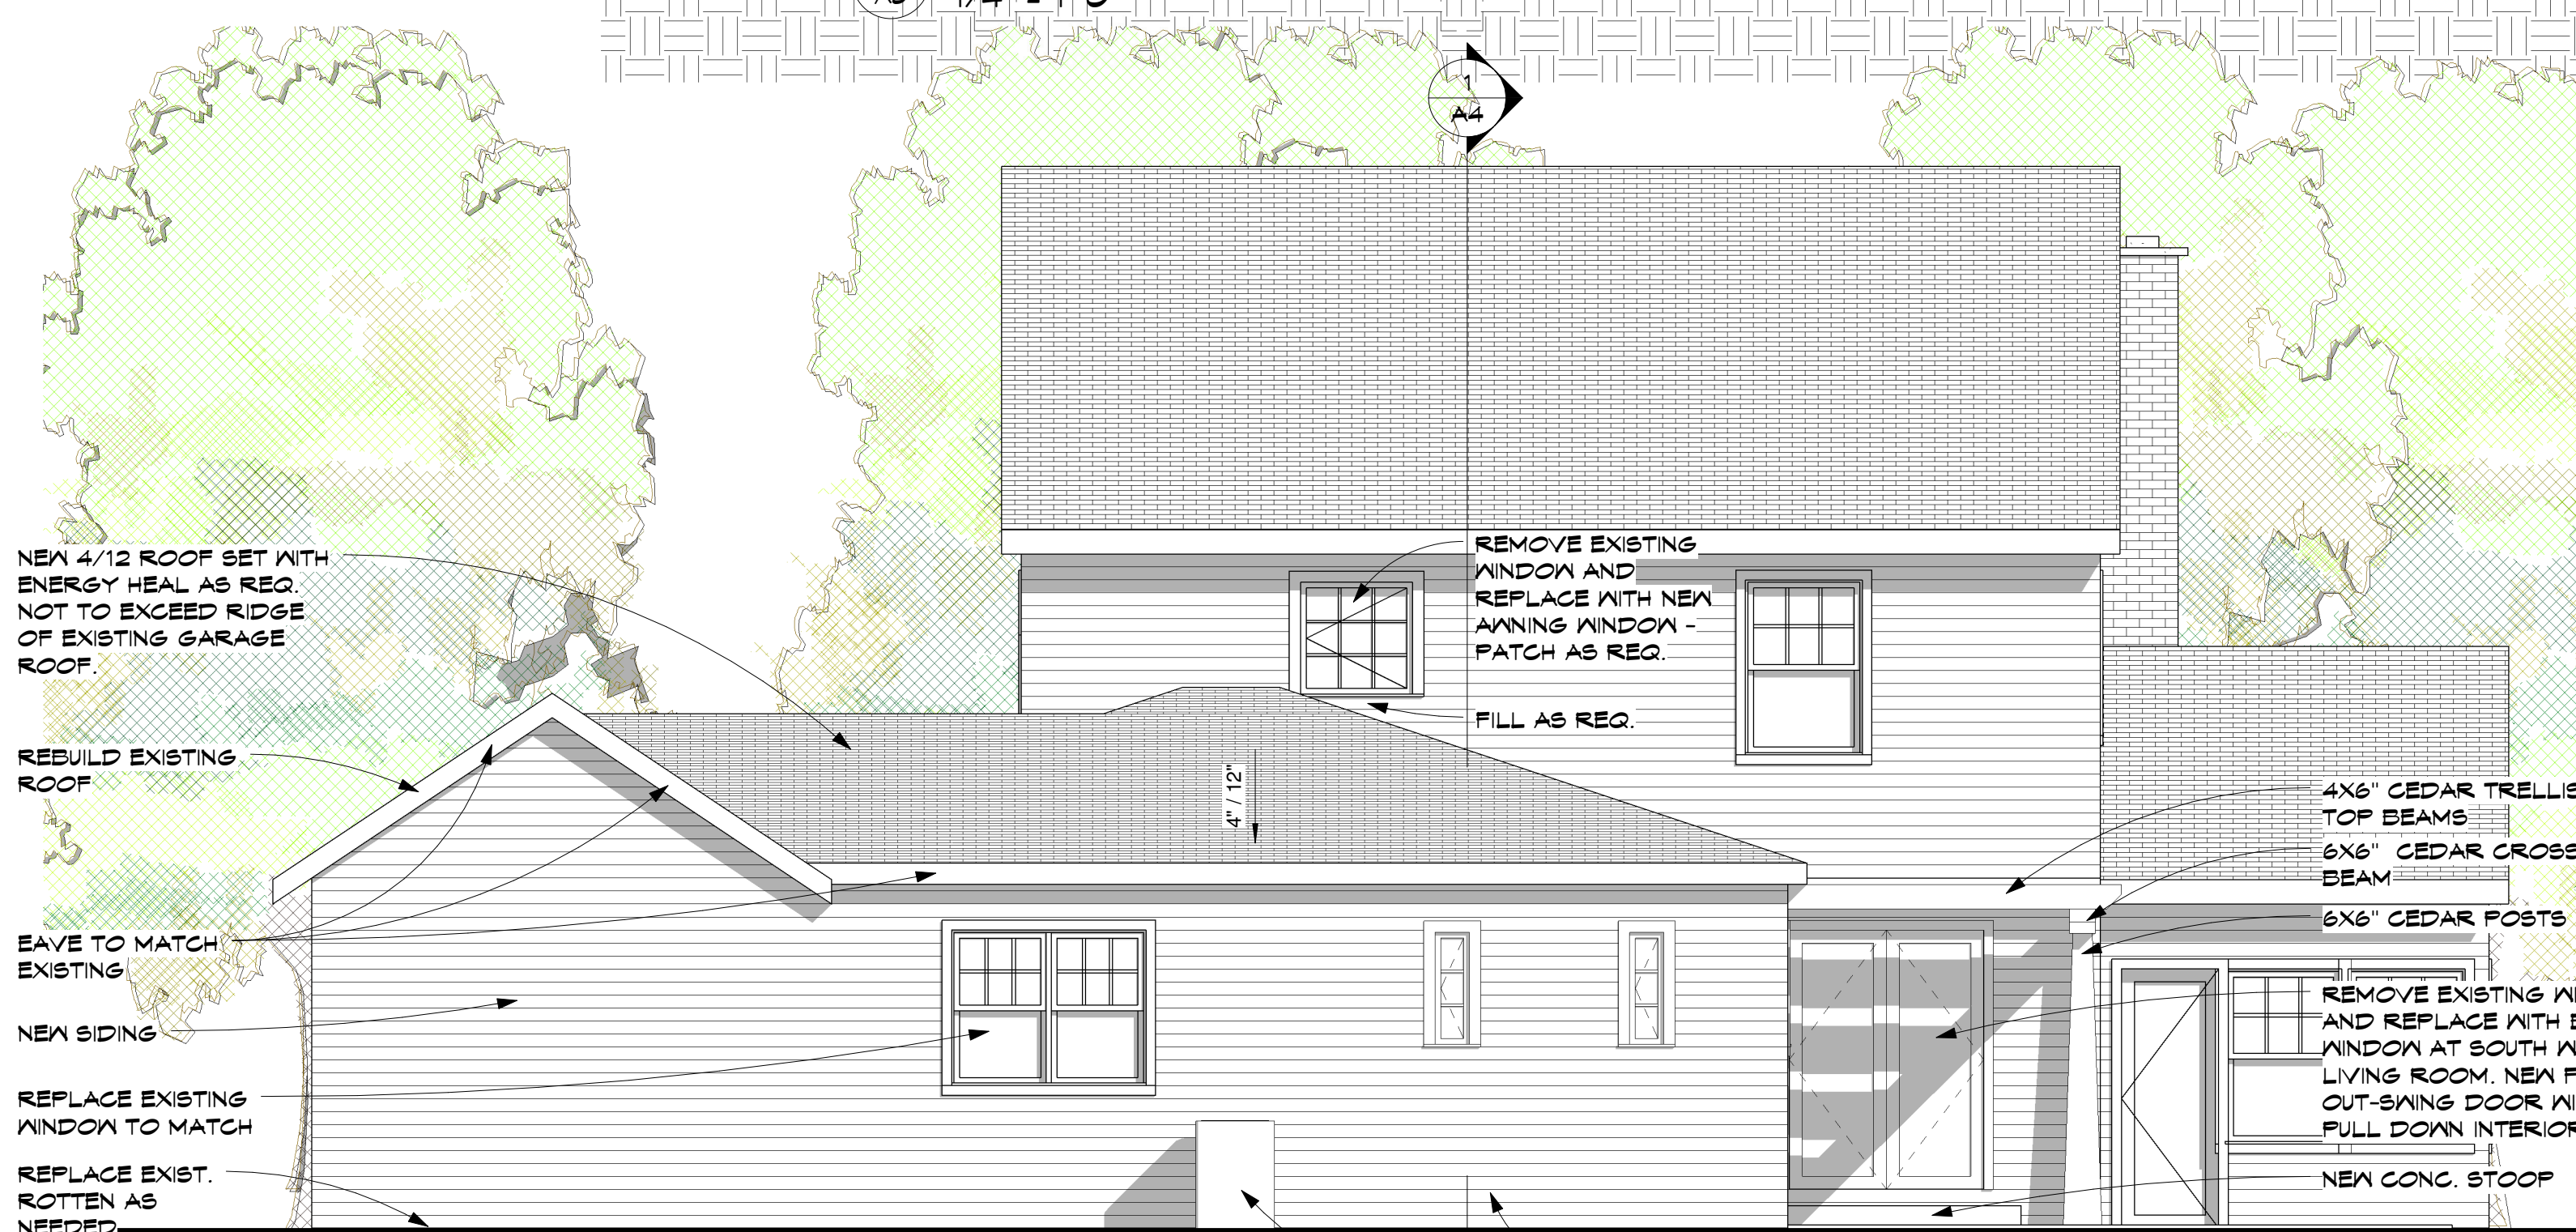 1
A4
NEW 4/12 ROOF SET WITH
ENERGY HEAL AS REQ.
NOT TO EXCEED RIDGE
OF EXISTING GARAGE
ROOF.
REBUILD EXISTING
ROOF
EAVE TO MATCH
EXISTING
NEW SIDING
REPLACE EXISTING
WINDOW TO MATCH
REPLACE EXIST.
ROTTEN AS
NEEDED
REMOVE EXISTING
WINDOW AND
REPLACE WITH NEW
AWNING WINDOW -
PATCH AS REQ.
FILL AS REQ.
4" / 12"
4X6" CEDAR TRELLIS
TOP BEAMS
6X6" CEDAR CROSS
BEAM
6X6" CEDAR POSTS
REMOVE EXISTING
AND REPLACE WITH
WINDOW AT SOUTH
LIVING ROOM. NEW
OUT-SWING DOOR
PULL DOWN INTERIOR
NEW CONC. STOOP